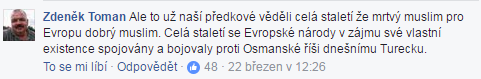 Zdeněk Toman Ale to už naší předkové věděli celá staletí že mrtvý muslim pro
Evropu dobrý muslim. Celá staletí se Evropské národy v zájmu své vlastní
existence spojovány a bojovaly proti Osmanské říši dnešnímu Turecku.
To se mi líbí · Odpovědět · 48 · 22 březen v 12:26